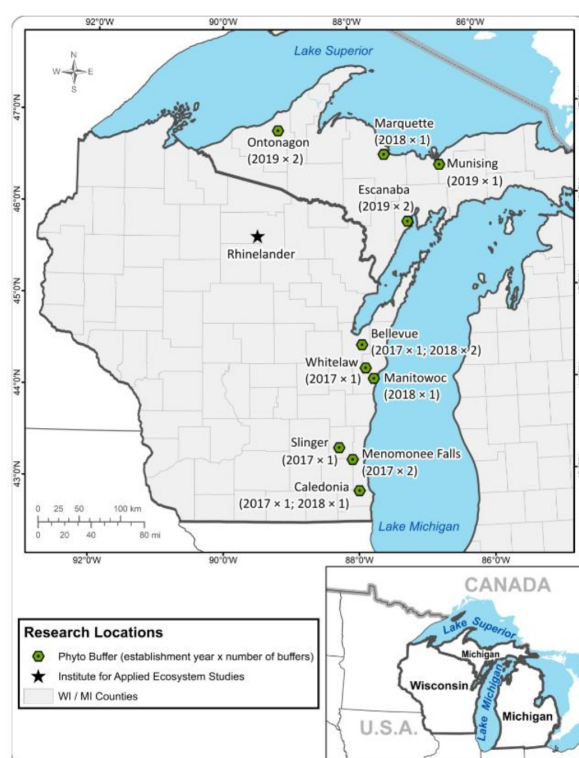 92°0'W 90°0'W 88°0'W 86°0'W
Lake Superior
N
W E
S
47°0'N
Marquette
(2018 × 1)
Ontonagon
(2019 × 2)
Munising
(2019 × 1)
46°0'N
Escanaba
(2019 × 2)
Rhinelander
45°0'N
Bellevue
(2017 × 1; 2018 × 2)
Whitelaw
(2017 × 1)
44°0'N
Manitowoc
(2018 × 1)
Slinger
(2017 × 1)
Menomonee Falls
(2017 × 2)
43°0'N
Caledonia
(2017 × 1; 2018 × 1)
0 25 50 100 km
0 20 40 80 mi
Lake Michigan
92°0'W 90°0'W 88°0'W 86°0'W
Research Locations
Phyto Buffer (establishment year x number of buffers)
Institute for Applied Ecosystem Studies
WI / MI Counties
CANADA
Lake Superior
Michigan
Wisconsin
Lake Michigan
Michigan
U.S.A.